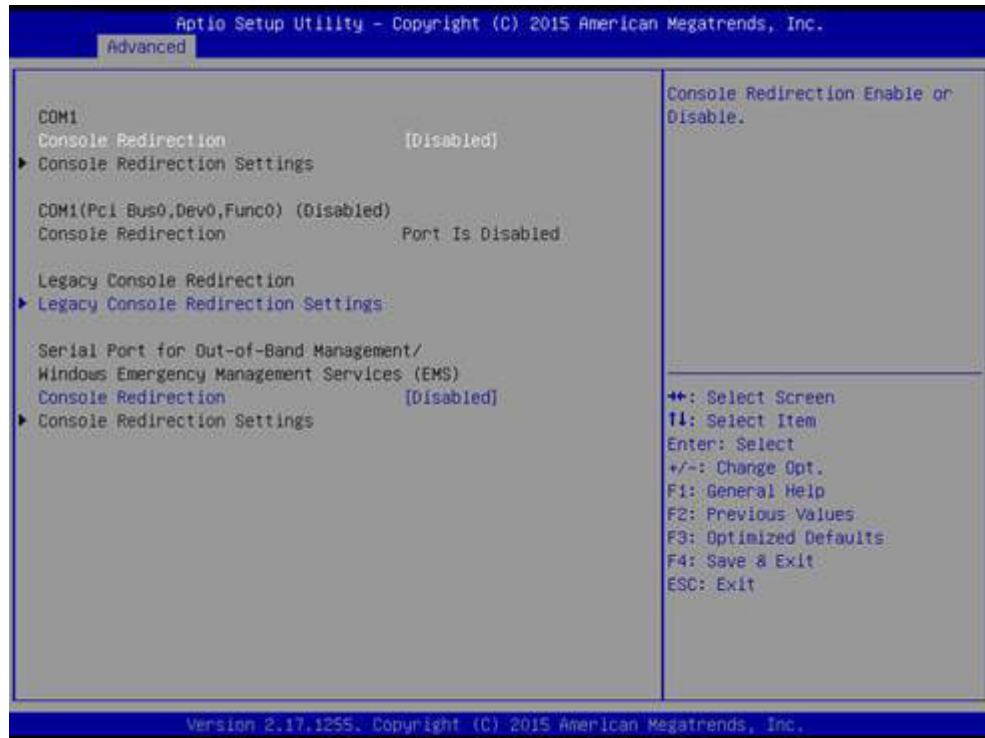 Aptio Setup Utility – Copyright (C) 2015 American Megatrends, Inc.
Advanced
COM1
Console Redirection [Disabled]
Console Redirection Settings
COM1(Pci Bus0,Dev0,Func0) (Disabled)
Console Redirection Port Is Disabled
Legacy Console Redirection
Legacy Console Redirection Settings
Serial Port for Out-of-Band Management/
Windows Emergency Management Services (EMS)
Console Redirection [Disabled]
Console Redirection Settings
Console Redirection Enable or
Disable.
→←: Select Screen
↑↓: Select Item
Enter: Select
+/-: Change Opt.
F1: General Help
F2: Previous Values
F3: Optimized Defaults
F4: Save & Exit
ESC: Exit
Version 2.17.1255. Copyright (C) 2015 American Megatrends, Inc.